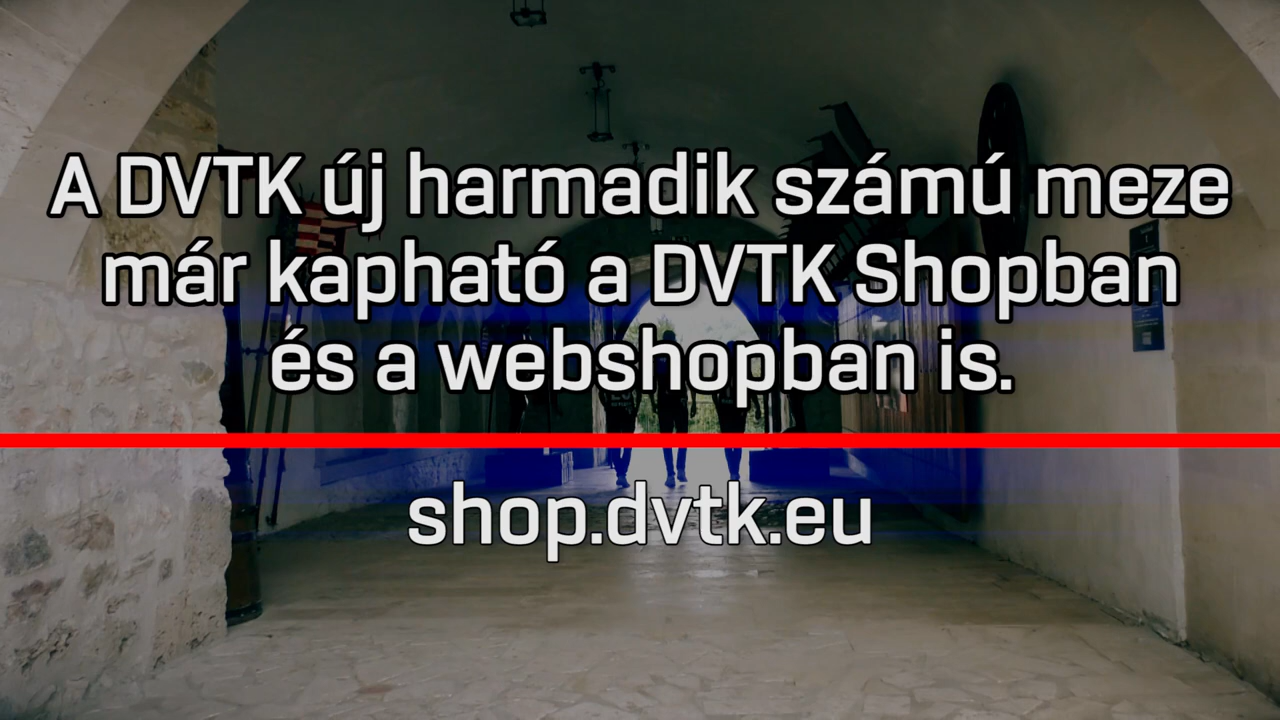 A DVTK új harmadik számú meze
már kapható a DVTK Shopban
és a webshopban is.
shop.dvtk.eu